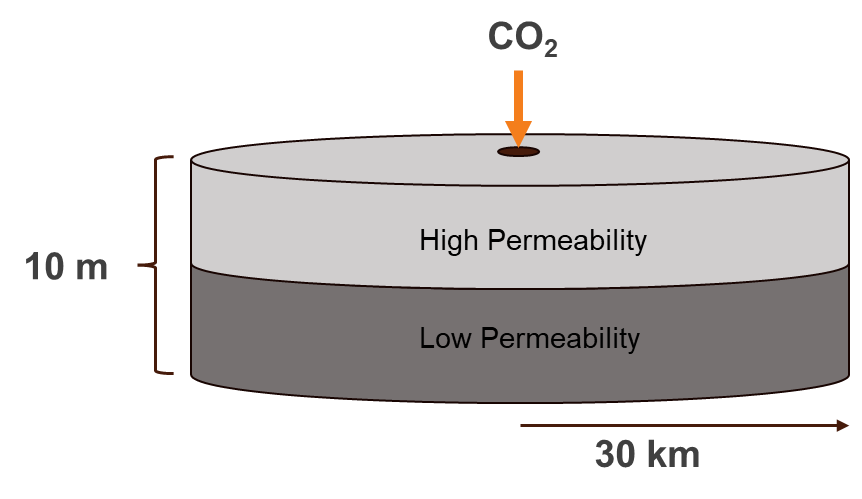 CO₂
High Permeability
10 m
Low Permeability
30 km